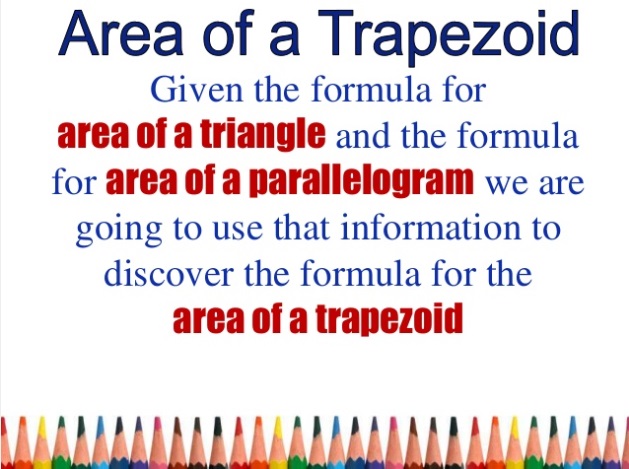 Area of a Trapezoid
Given the formula for
area of a triangle and the formula
for area of a parallelogram we are
going to use that information to
discover the formula for the
area of a trapezoid